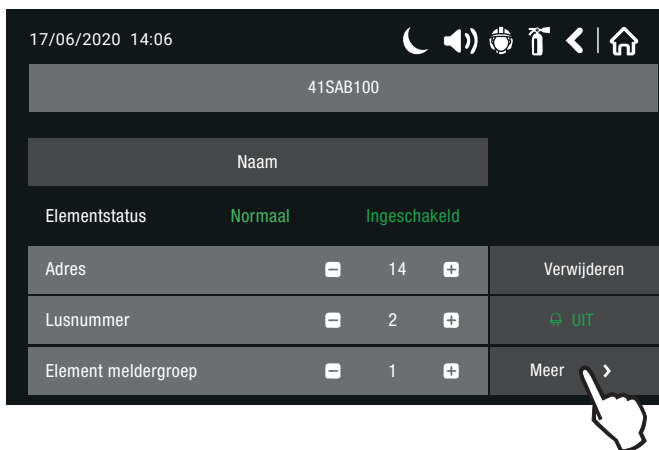 17/06/2020 14:06
41SAB100
Naam
Elementstatus Normaal Ingeschakeld
Adres 14 Verwijderen
Lusnummer 2 UIT
Element meldergroep 1 Meer